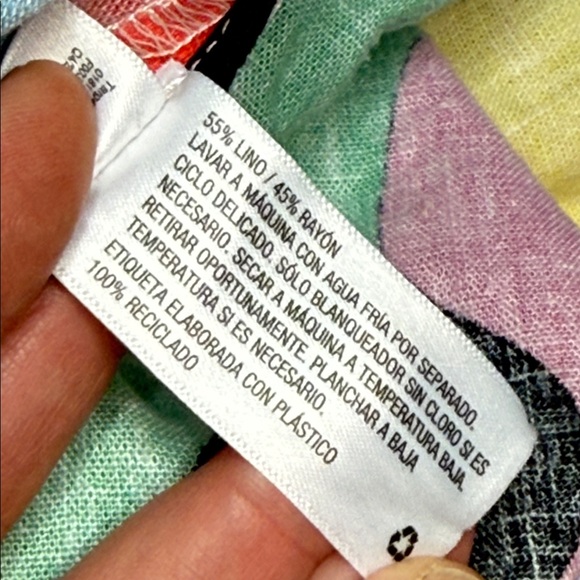 55% LINO / 45% RAYÓN
LAVAR A MÁQUINA CON AGUA FRÍA POR SEPARADO.
CICLO DELICADO. SÓLO BLANQUEADOR SIN CLORO SI ES
NECESARIO. SECAR A MÁQUINA A TEMPERATURA BAJA.
RETIRAR OPORTUNAMENTE. PLANCHAR A BAJA
TEMPERATURA SI ES NECESARIO.
ETIQUETA ELABORADA CON PLÁSTICO
100% RECICLADO